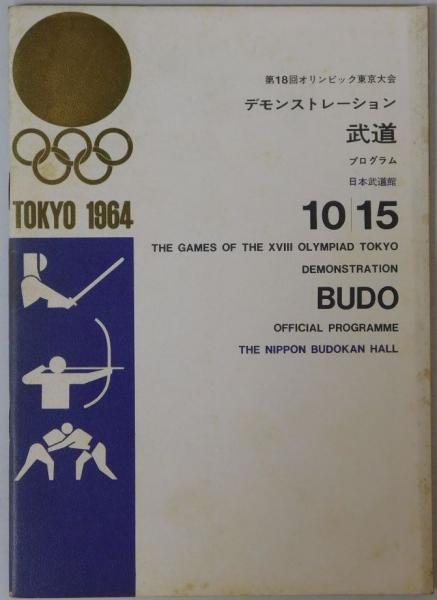 第18回オリンピック東京大会
デモンストレーション
武道
プログラム
日本武道館
TOKYO 1964
10|15
THE GAMES OF THE XVIII OLYMPIAD TOKYO
DEMONSTRATION
BUDO
OFFICIAL PROGRAMME
THE NIPPON BUDOKAN HALL